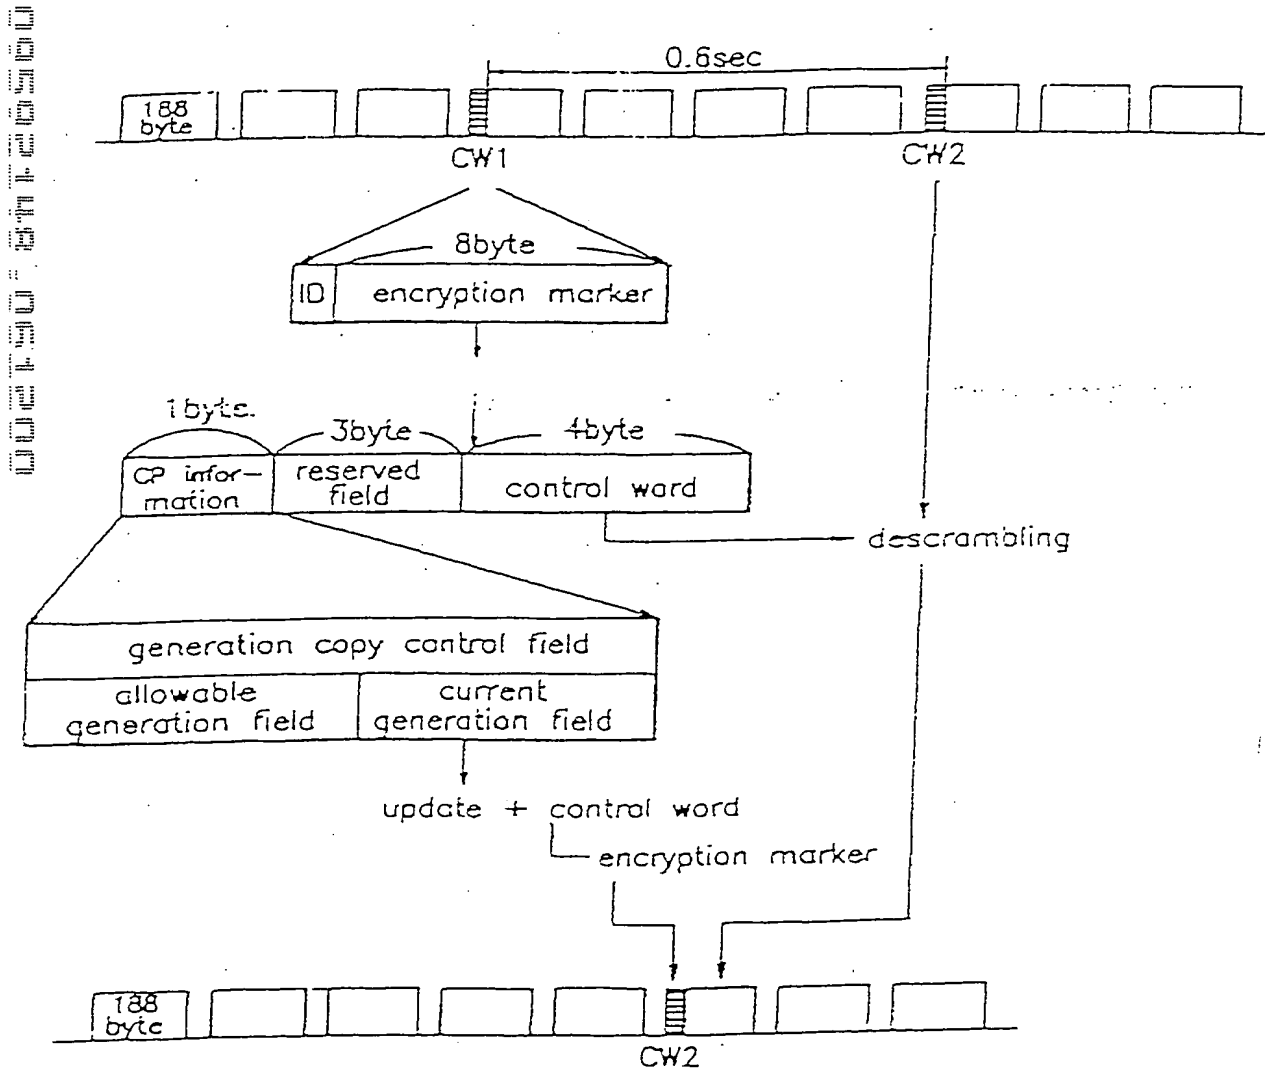 0.6sec
188
byte
CW1
CW2
8byte
ID
encryption marker
1byte.
3byte
4byte
CP infor-
mation
reserved
field
control word
descrambling
generation copy control field
allowable
generation field
current
generation field
update + control word
encryption marker
188
byte
CW2